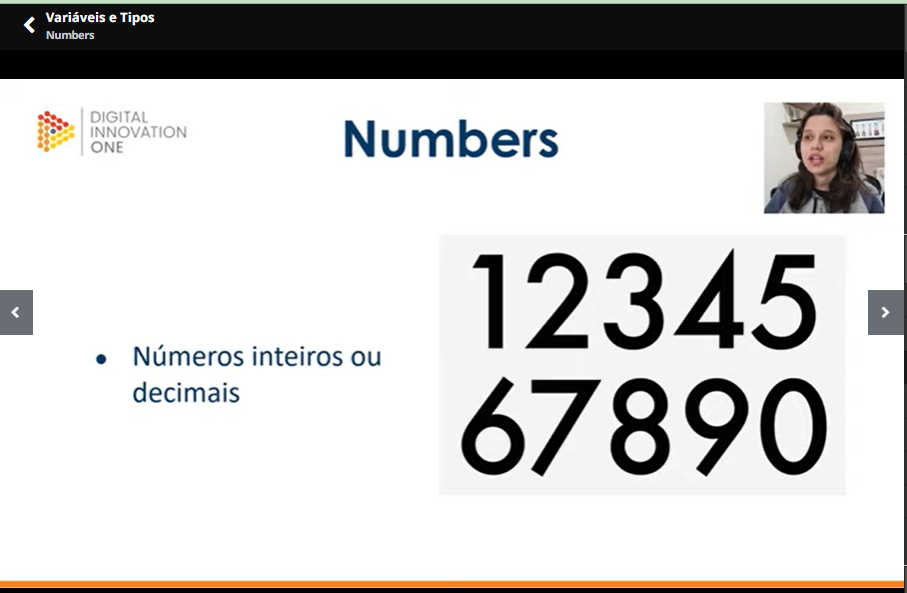 Variáveis e Tipos
Numbers
DIGITAL
INNOVATION
ONE
Numbers
Números inteiros ou
decimais
12345
67890